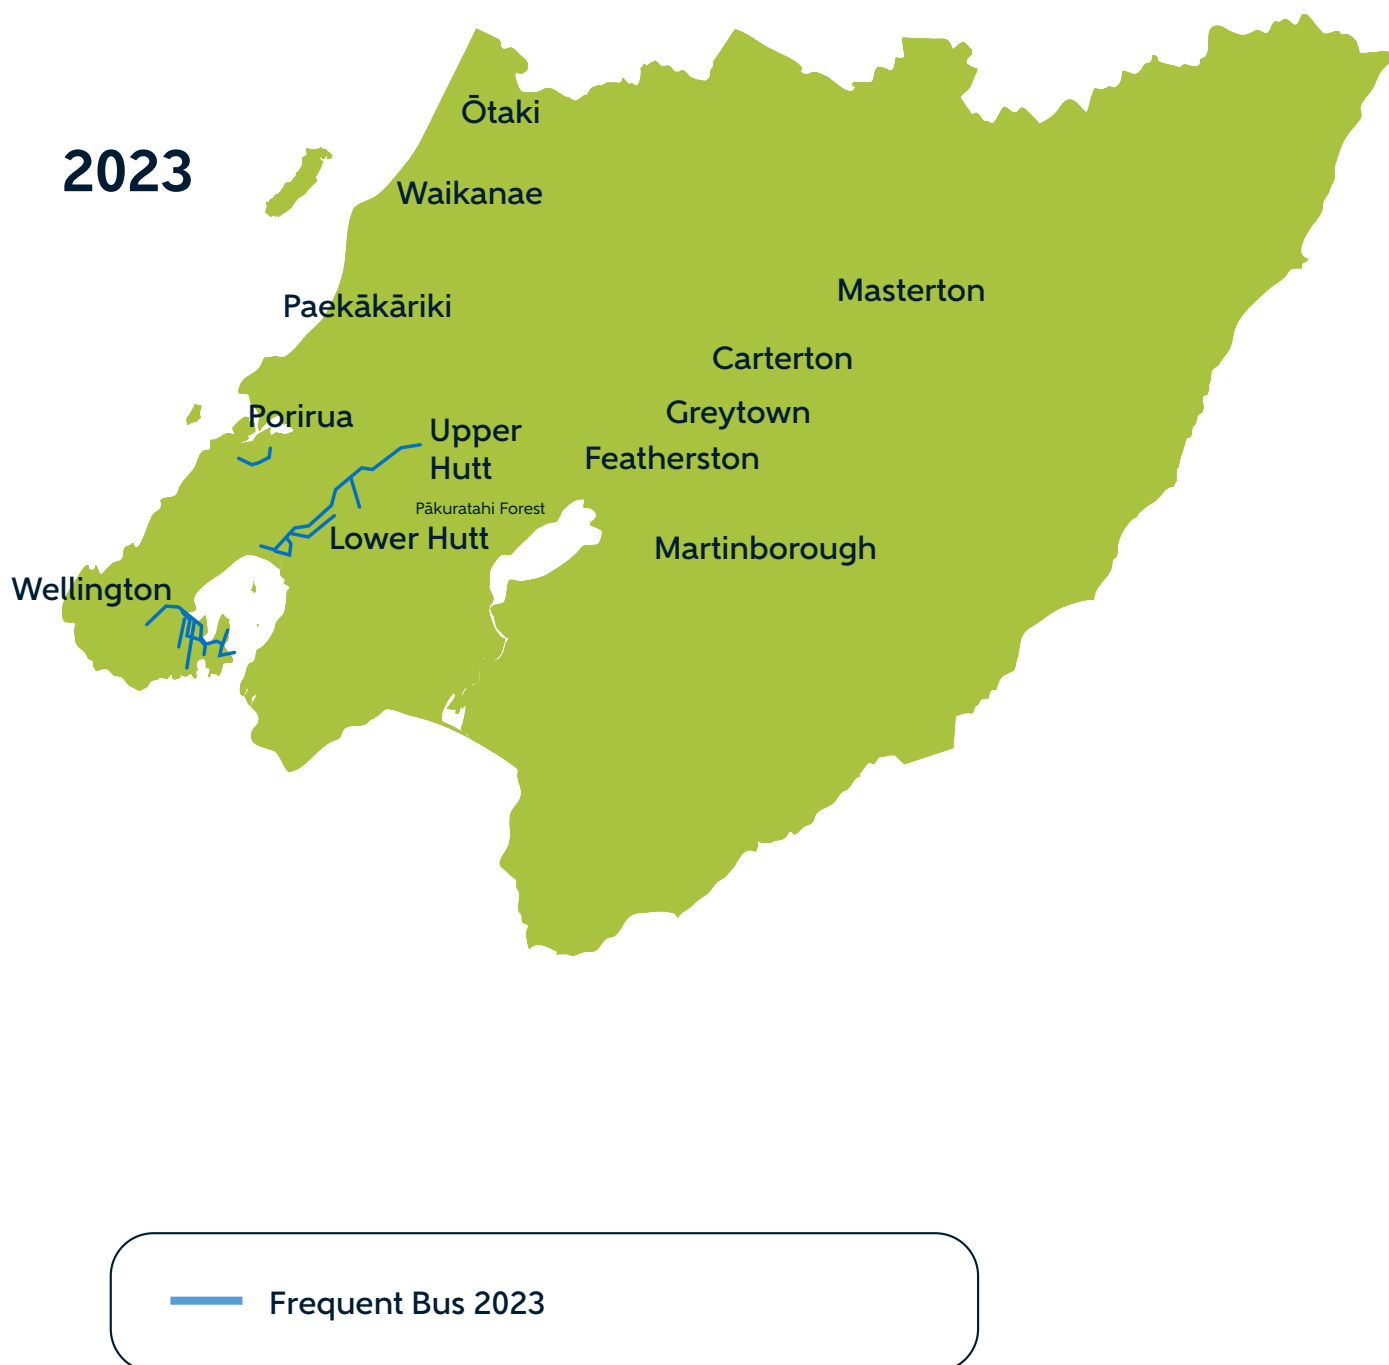 Ōtaki
2023
Waikanae
Masterton
Paekākāriki
Carterton
Greytown
Porirua
Upper
Hutt
Featherston
Pākuratahi Forest
Lower Hutt
Martinborough
Wellington
Frequent Bus 2023